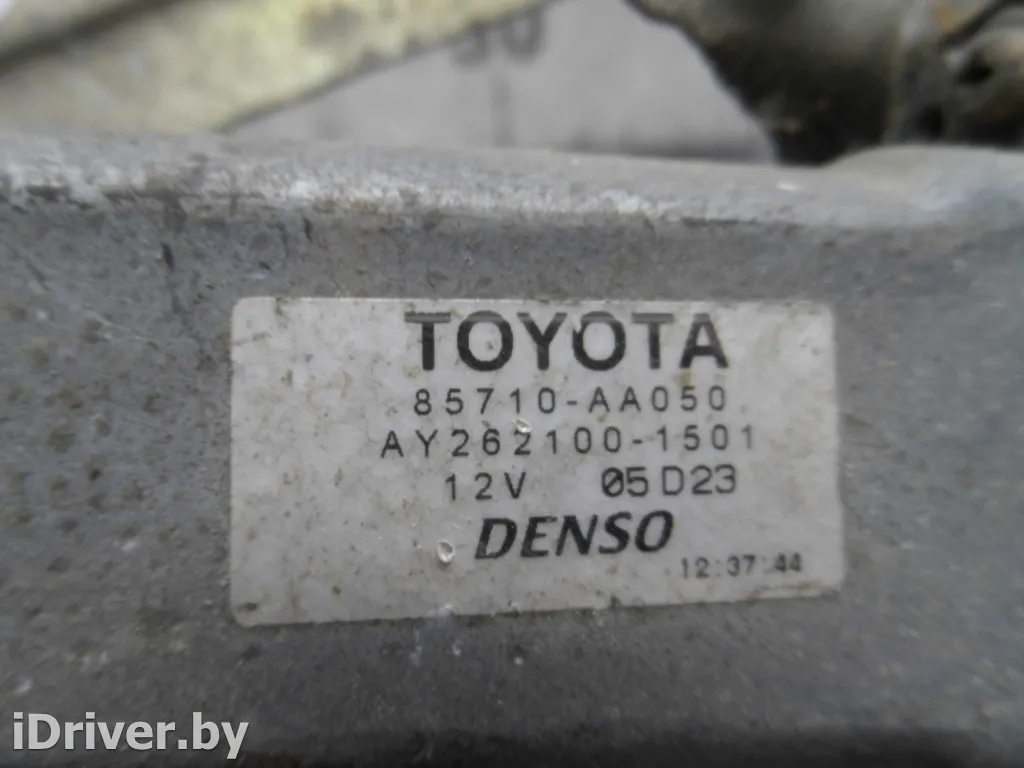 TOYOTA
85710-AA050
AY262100-1501
12V 05D23
DENSO
12:37:44
iDriver.by